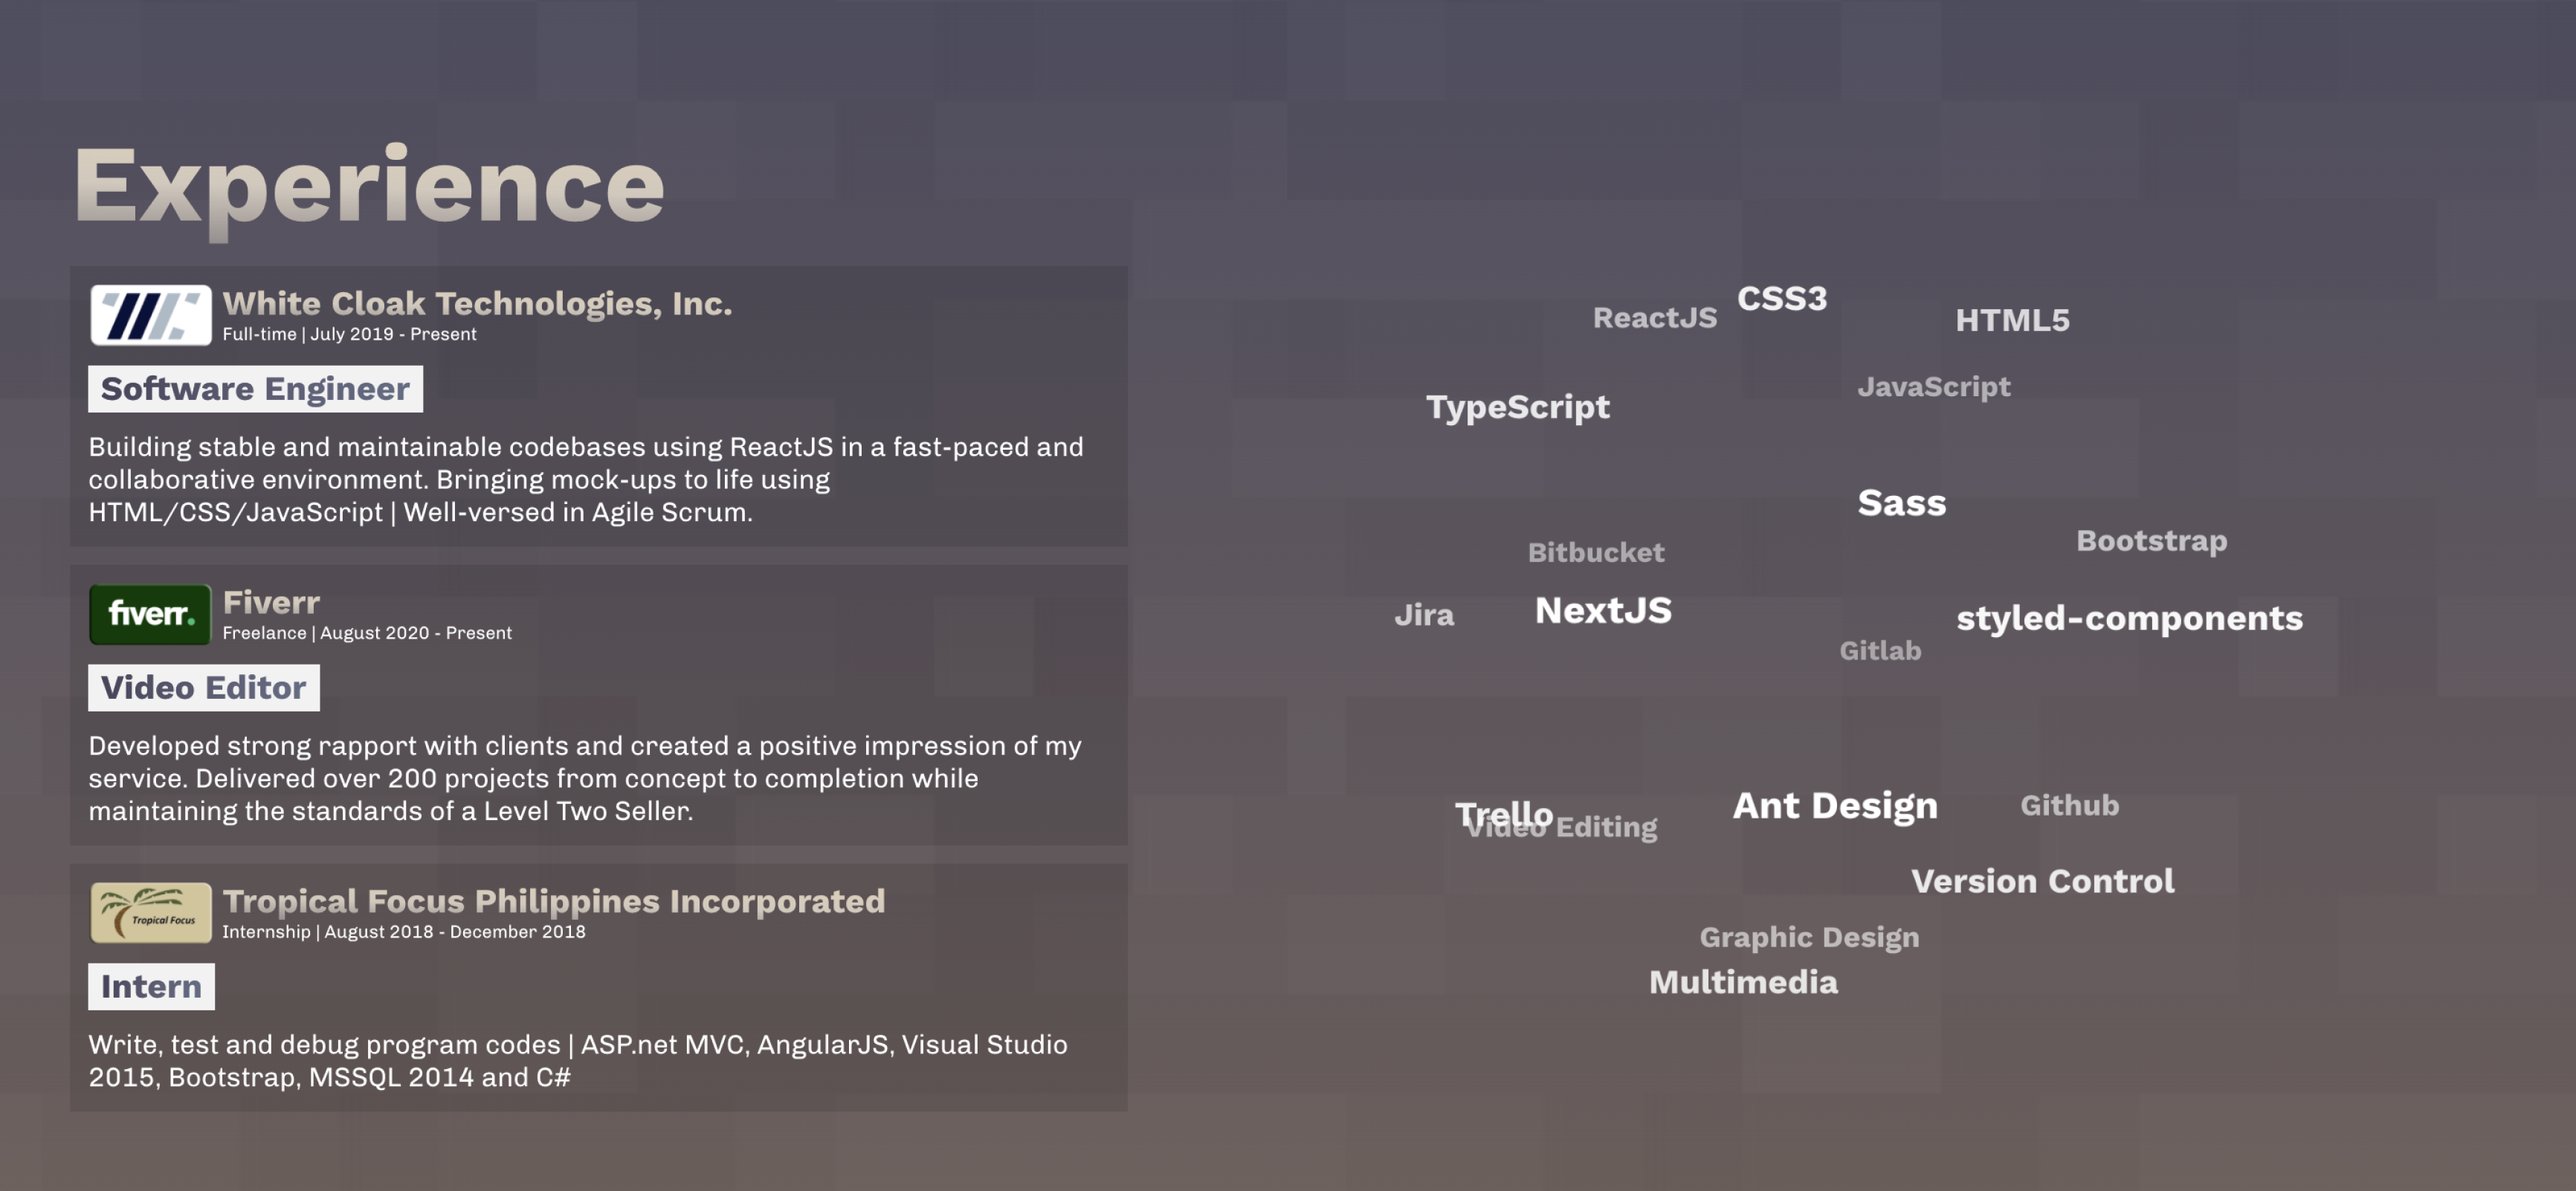 Experience
White Cloak Technologies, Inc.
Full-time | July 2019 - Present
Software Engineer
Building stable and maintainable codebases using ReactJS in a fast-paced and
collaborative environment. Bringing mock-ups to life using
HTML/CSS/JavaScript | Well-versed in Agile Scrum.
fiverr.
Fiverr
Freelance | August 2020 - Present
Video Editor
Developed strong rapport with clients and created a positive impression of my
service. Delivered over 200 projects from concept to completion while
maintaining the standards of a Level Two Seller.
Tropical Focus
Tropical Focus Philippines Incorporated
Internship | August 2018 - December 2018
Intern
Write, test and debug program codes | ASP.net MVC, AngularJS, Visual Studio
2015, Bootstrap, MSSQL 2014 and C#
CSS3
ReactJS
HTML5
JavaScript
TypeScript
Sass
Bootstrap
Bitbucket
Jira
NextJS
styled-components
Gitlab
Trello
Video Editing
Ant Design
Github
Version Control
Graphic Design
Multimedia